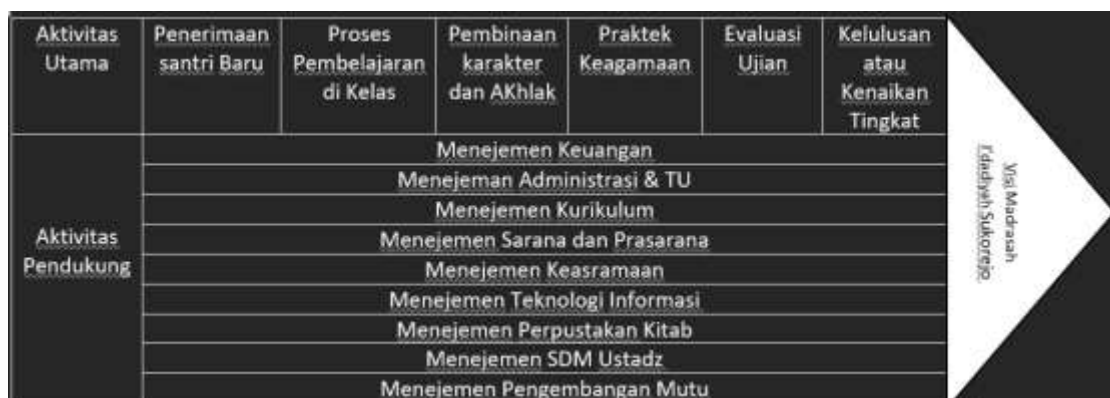 Aktivitas
Utama
Penerimaan
santri Baru
Proses
Pembelajaran
di Kelas
Pembinaan
karakter
dan AKhlak
Praktek
Keagamaan
Evaluasi
Ujian
Kelulusan
atau
Kenaikan
Tingkat
Aktivitas
Pendukung
Menejemen Keuangan
Menejeman Administrasi & TU
Menejemen Kurikulum
Menejemen Sarana dan Prasarana
Menejemen Keasramaan
Menejemen Teknologi Informasi
Menejemen Perpustakan Kitab
Menejemen SDM Ustadz
Menejemen Pengembangan Mutu
Visi Madrasah
I'dadiyah Sukorejo